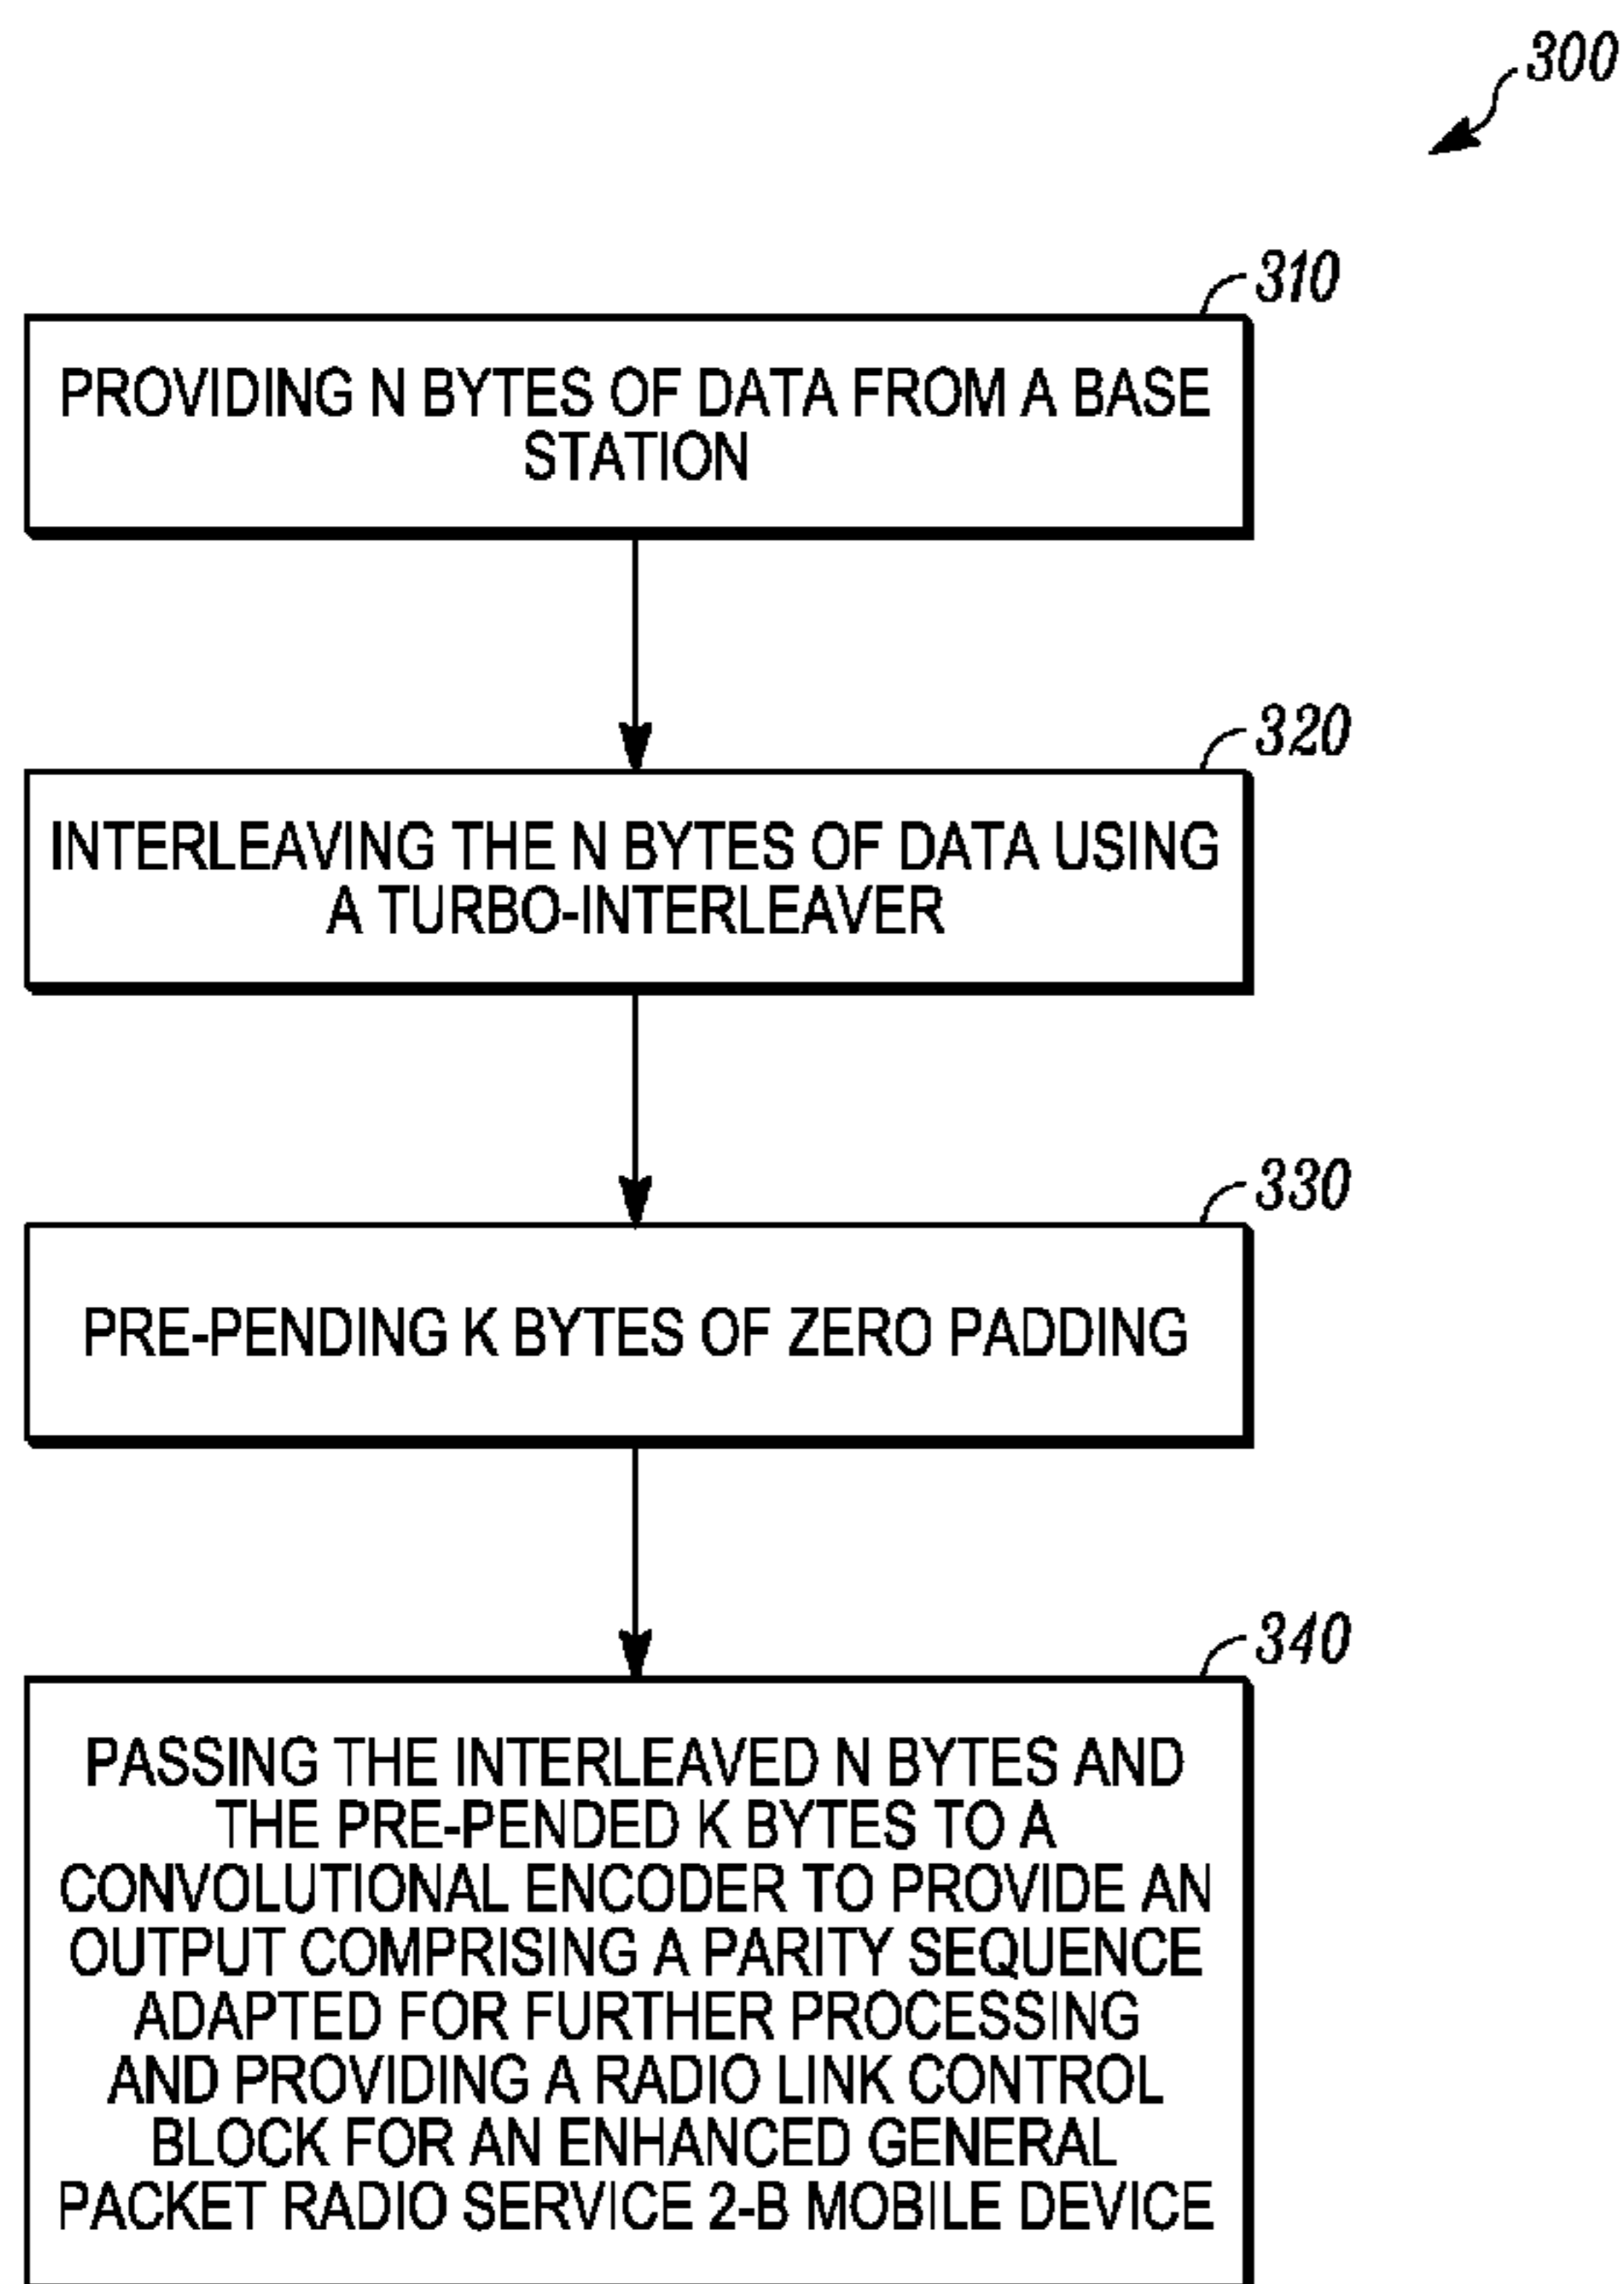 300
310
PROVIDING N BYTES OF DATA FROM A BASE
STATION
320
INTERLEAVING THE N BYTES OF DATA USING
A TURBO-INTERLEAVER
330
PRE-PENDING K BYTES OF ZERO PADDING
340
PASSING THE INTERLEAVED N BYTES AND
THE PRE-PENDED K BYTES TO A
CONVOLUTIONAL ENCODER TO PROVIDE AN
OUTPUT COMPRISING A PARITY SEQUENCE
ADAPTED FOR FURTHER PROCESSING
AND PROVIDING A RADIO LINK CONTROL
BLOCK FOR AN ENHANCED GENERAL
PACKET RADIO SERVICE 2-B MOBILE DEVICE